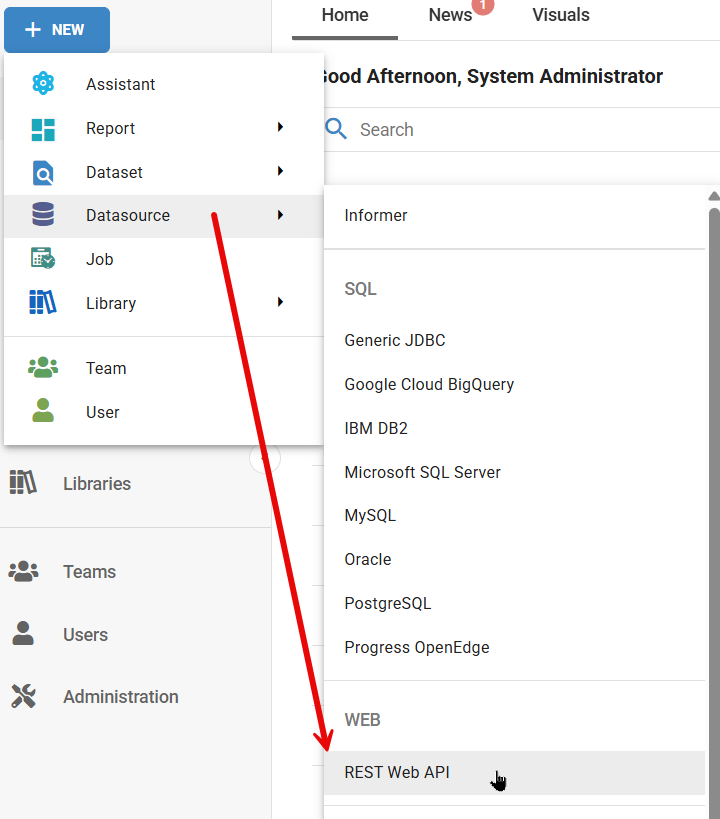 NEW
Home
News
1
Visuals
Good Afternoon, System Administrator
Search
Assistant
Report
Dataset
Datasource
Job
Library
Team
User
Libraries
Teams
Users
Administration
Informer
SQL
Generic JDBC
Google Cloud BigQuery
IBM DB2
Microsoft SQL Server
MySQL
Oracle
PostgreSQL
Progress OpenEdge
WEB
REST Web API